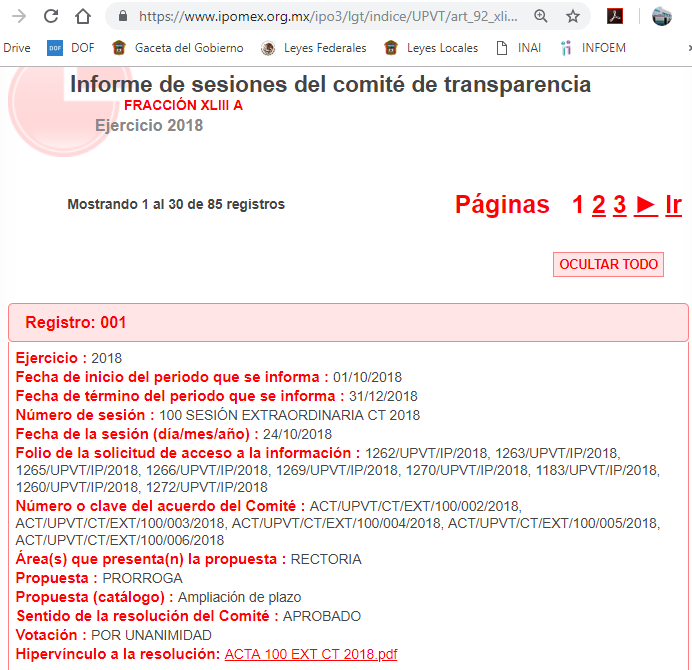 https://www.ipomex.org.mx/ipo3/lgt/indice/UPVT/art_92_xli...
Drive DOF DOF Gaceta del Gobierno Leyes Federales Leyes Locales INAI INFOEM
Informe de sesiones del comité de transparencia
FRACCIÓN XLIII A
Ejercicio 2018
Mostrando 1 al 30 de 85 registros
Páginas 1 2 3 ► Ir
OCULTAR TODO
Registro: 001
Ejercicio : 2018
Fecha de inicio del periodo que se informa : 01/10/2018
Fecha de término del periodo que se informa : 31/12/2018
Número de sesión : 100 SESIÓN EXTRAORDINARIA CT 2018
Fecha de la sesión (día/mes/año) : 24/10/2018
Folio de la solicitud de acceso a la información : 1262/UPVT/IP/2018, 1263/UPVT/IP/2018,
1265/UPVT/IP/2018, 1266/UPVT/IP/2018, 1269/UPVT/IP/2018, 1270/UPVT/IP/2018, 1183/UPVT/IP/2018,
1260/UPVT/IP/2018, 1272/UPVT/IP/2018
Número o clave del acuerdo del Comité : ACT/UPVT/CT/EXT/100/002/2018,
ACT/UPVT/CT/EXT/100/003/2018, ACT/UPVT/CT/EXT/100/004/2018, ACT/UPVT/CT/EXT/100/005/2018,
ACT/UPVT/CT/EXT/100/006/2018
Área(s) que presenta(n) la propuesta : RECTORIA
Propuesta : PRORROGA
Propuesta (catálogo) : Ampliación de plazo
Sentido de la resolución del Comité : APROBADO
Votación : POR UNANIMIDAD
Hipervínculo a la resolución: ACTA 100 EXT CT 2018.pdf